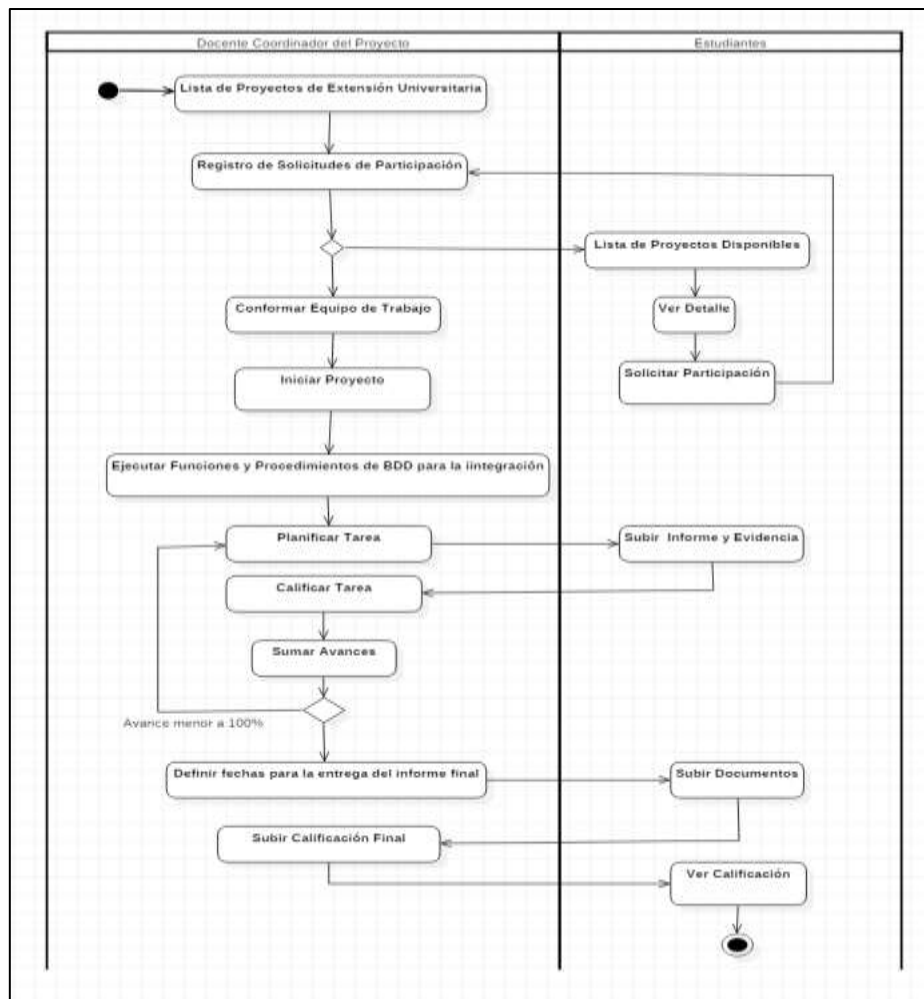 Docente Coordinador del Proyecto
Estudiantes
Lista de Proyectos de Extensión Universitaria
Registro de Solicitudes de Participación
Lista de Proyectos Disponibles
Conformar Equipo de Trabajo
Ver Detalle
Iniciar Proyecto
Solicitar Participación
Ejecutar Funciones y Procedimientos de BDD para la iintegración
Planificar Tarea
Subir Informe y Evidencia
Calificar Tarea
Sumar Avances
Avance menor a 100%
Definir fechas para la entrega del informe final
Subir Documentos
Subir Calificación Final
Ver Calificación